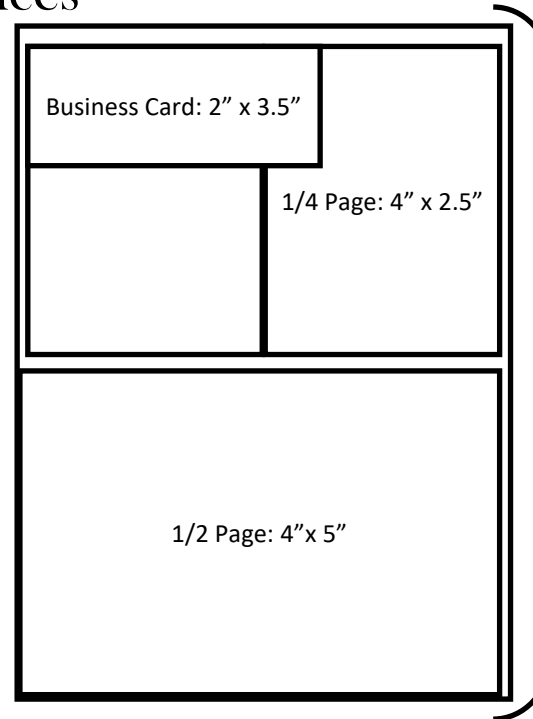 Business Card: 2” x 3.5”
1/4 Page: 4” x 2.5”
1/2 Page: 4”x 5”